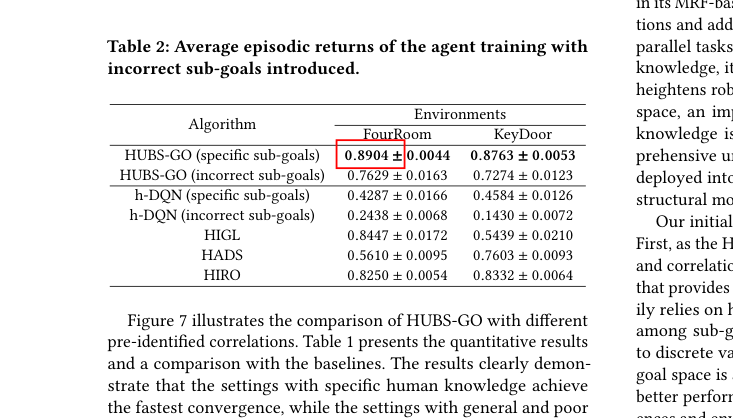 Table 2: Average episodic returns of the agent training with
incorrect sub-goals introduced.
Algorithm
Environments
FourRoom KeyDoor
HUBS-GO (specific sub-goals) 0.8904 ± 0.0044 0.8763 ± 0.0053
HUBS-GO (incorrect sub-goals) 0.7629 ± 0.0163 0.7274 ± 0.0123
h-DQN (specific sub-goals) 0.4287 ± 0.0166 0.4584 ± 0.0126
h-DQN (incorrect sub-goals) 0.2438 ± 0.0068 0.1430 ± 0.0072
HIGL 0.8447 ± 0.0172 0.5439 ± 0.0210
HADS 0.5610 ± 0.0095 0.7603 ± 0.0093
HIRO 0.8250 ± 0.0054 0.8332 ± 0.0064
Figure 7 illustrates the comparison of HUBS-GO with different
pre-identified correlations. Table 1 presents the quantitative results
and a comparison with the baselines. The results clearly demon-
strate that the settings with specific human knowledge achieve
the fastest convergence, while the settings with general and poor
in its MRF-bas
tions and add
parallel tasks
knowledge, it
heightens rob
space, an imp
knowledge is
prehensive un
deployed into
structural mo
Our initial
First, as the H
and correlatio
that provides
ily relies on h
among sub-g
to discrete va
goal space is
better perform
ences and env